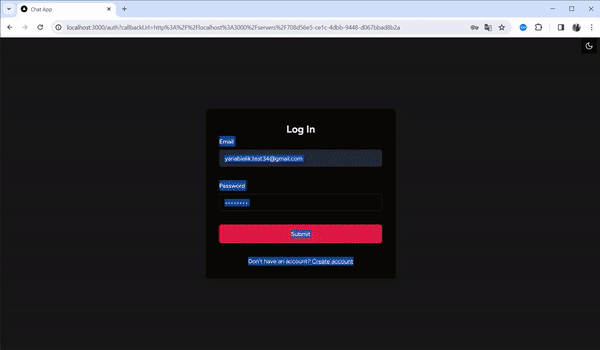 Chat App
localhost:3000/auth?callbackUrl=http%3A%2F%2Flocalhost%3A3000%2Fservers%2F708d56e5-ce1c-4dbb-9448-d067bbad8b2a
Log In
Email
yariabielik.test34@gmail.com
Password
Submit
Don't have an account? Create account